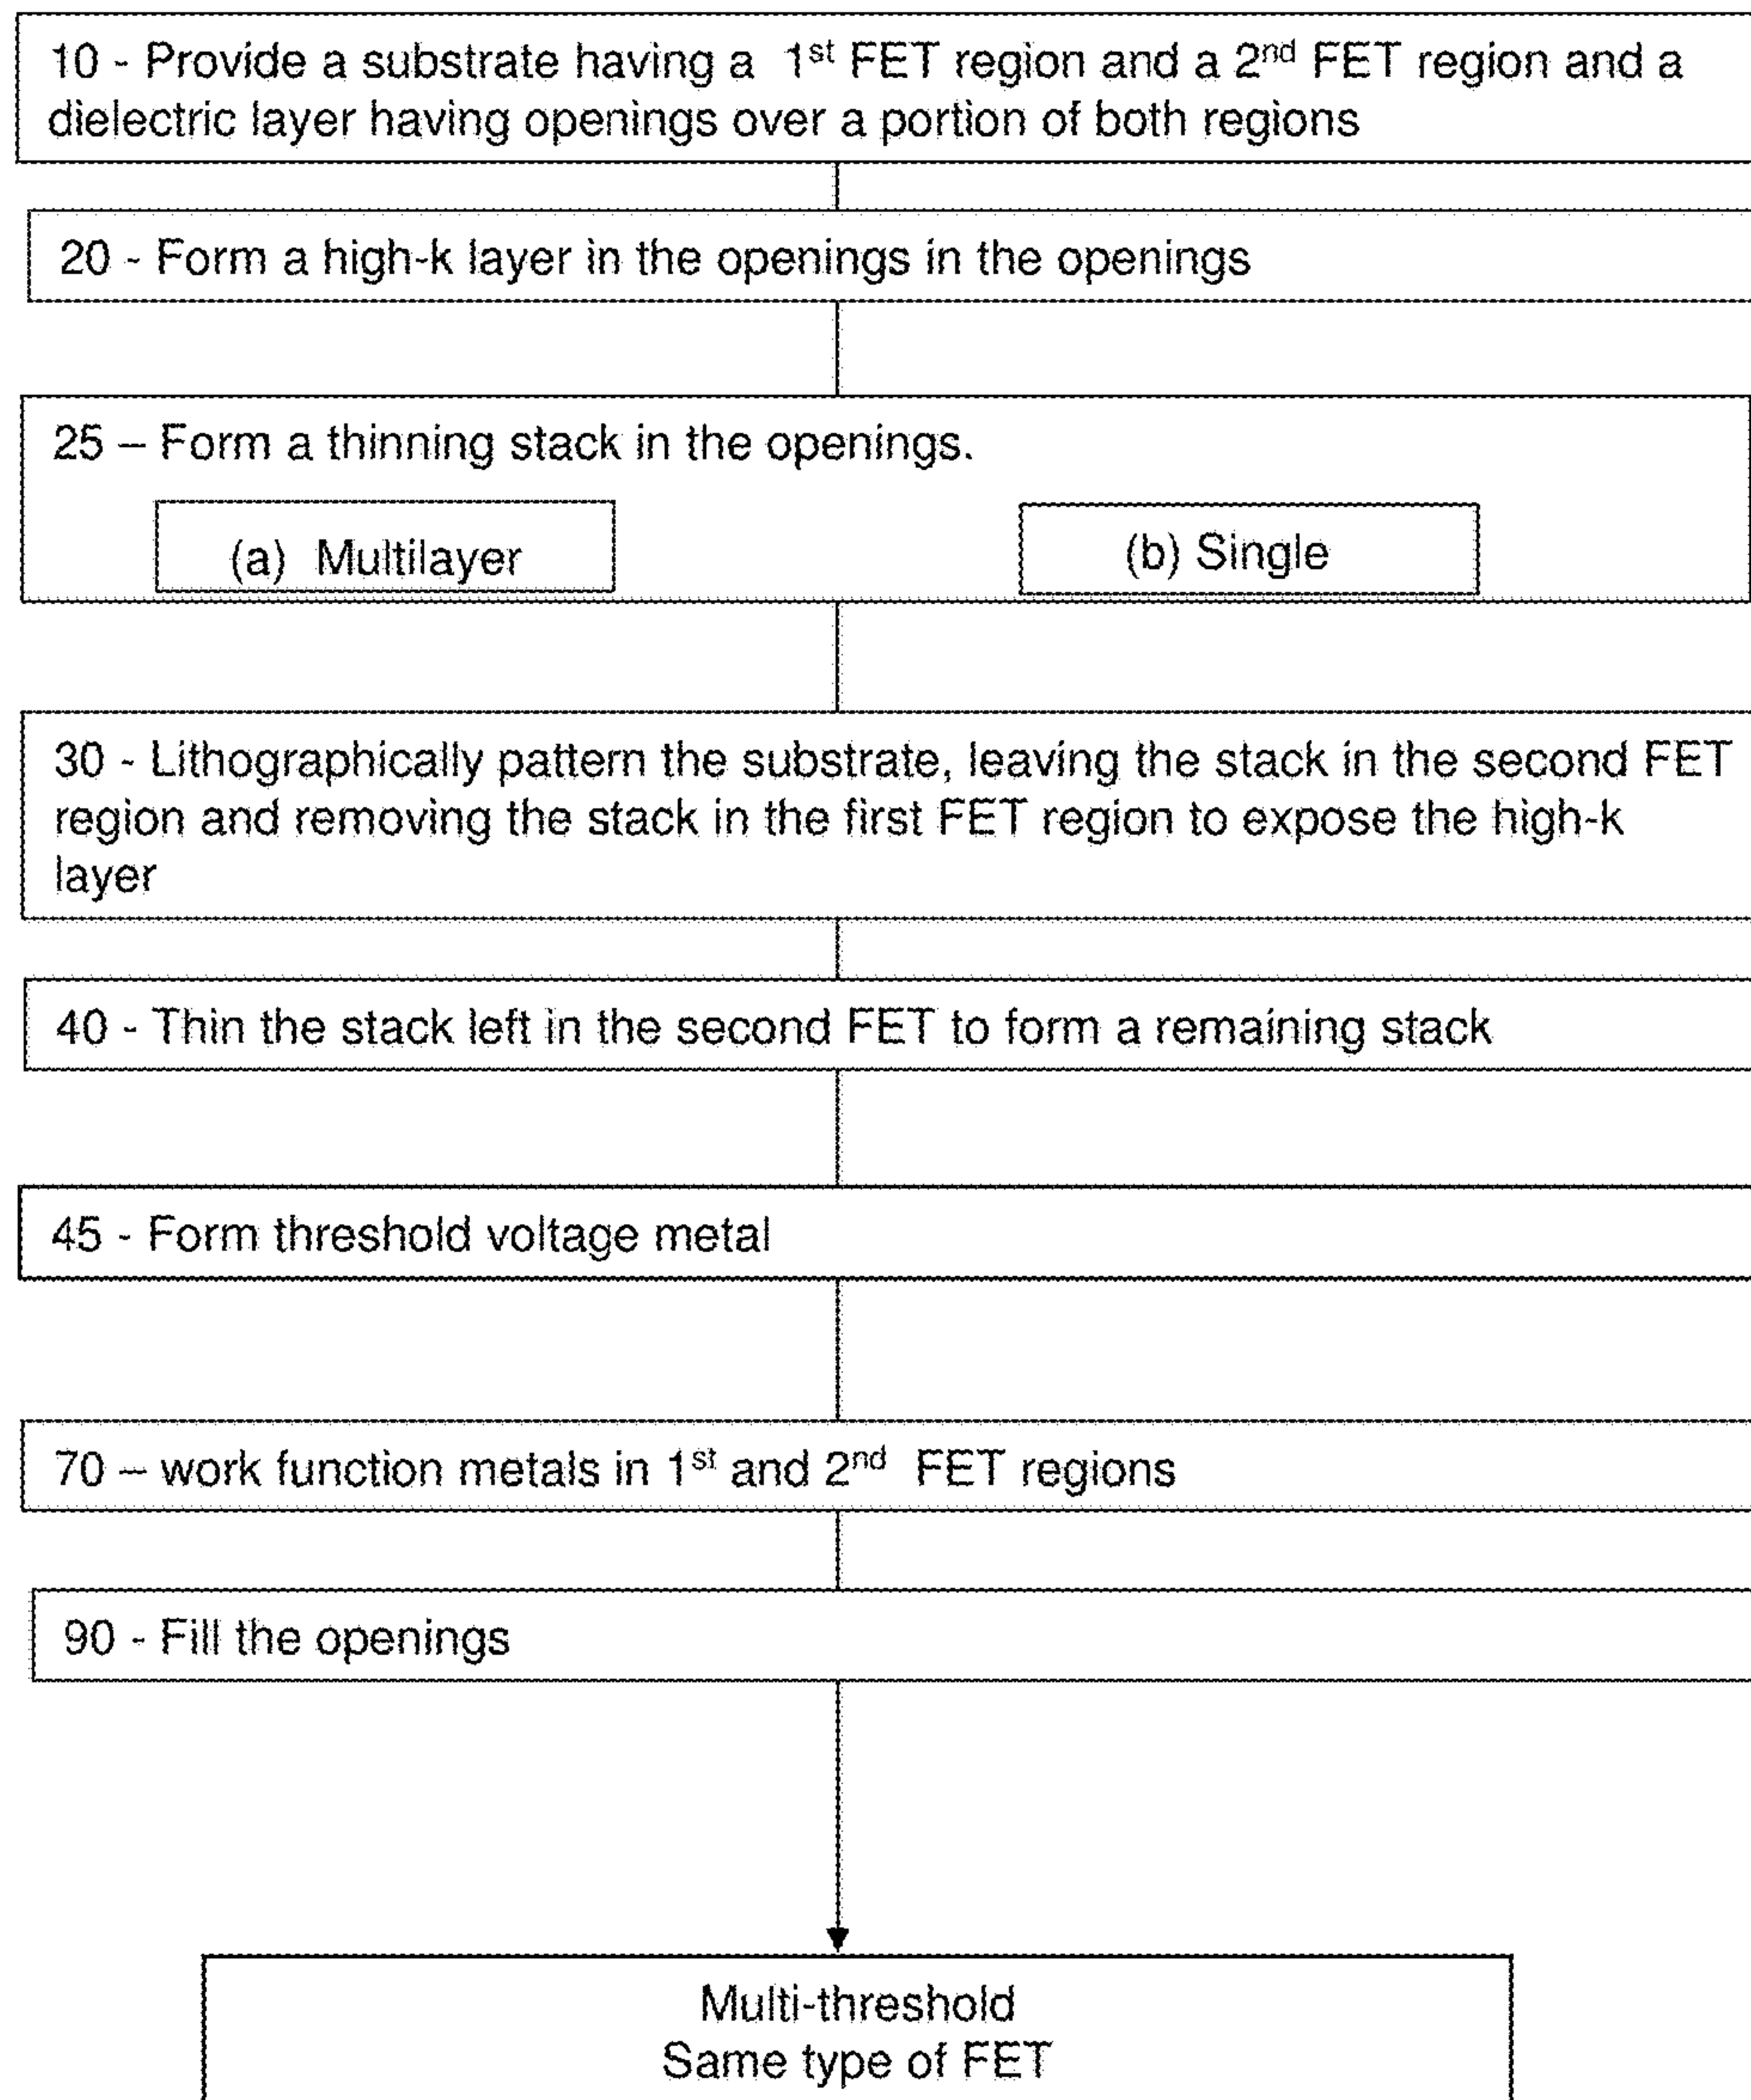 10 - Provide a substrate having a 1st FET region and a 2nd FET region and a
dielectric layer having openings over a portion of both regions
20 - Form a high-k layer in the openings in the openings
25 – Form a thinning stack in the openings.
(a) Multilayer
(b) Single
30 - Lithographically pattern the substrate, leaving the stack in the second FET
region and removing the stack in the first FET region to expose the high-k
layer
40 - Thin the stack left in the second FET to form a remaining stack
45 - Form threshold voltage metal
70 – work function metals in 1st and 2nd FET regions
90 - Fill the openings
Multi-threshold
Same type of FET